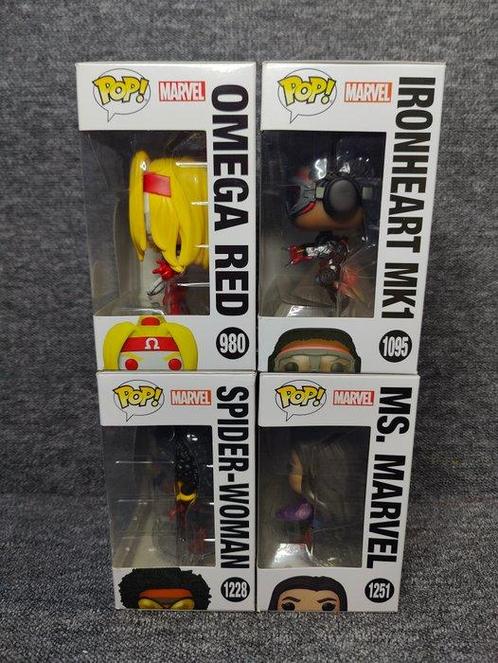 POP!
MARVEL
OMEGA RED
980
Ω
POP!
MARVEL
IRONHEART MK1
1095
POP!
MARVEL
SPIDER-WOMAN
1228
POP!
MARVEL
MS. MARVEL
1251